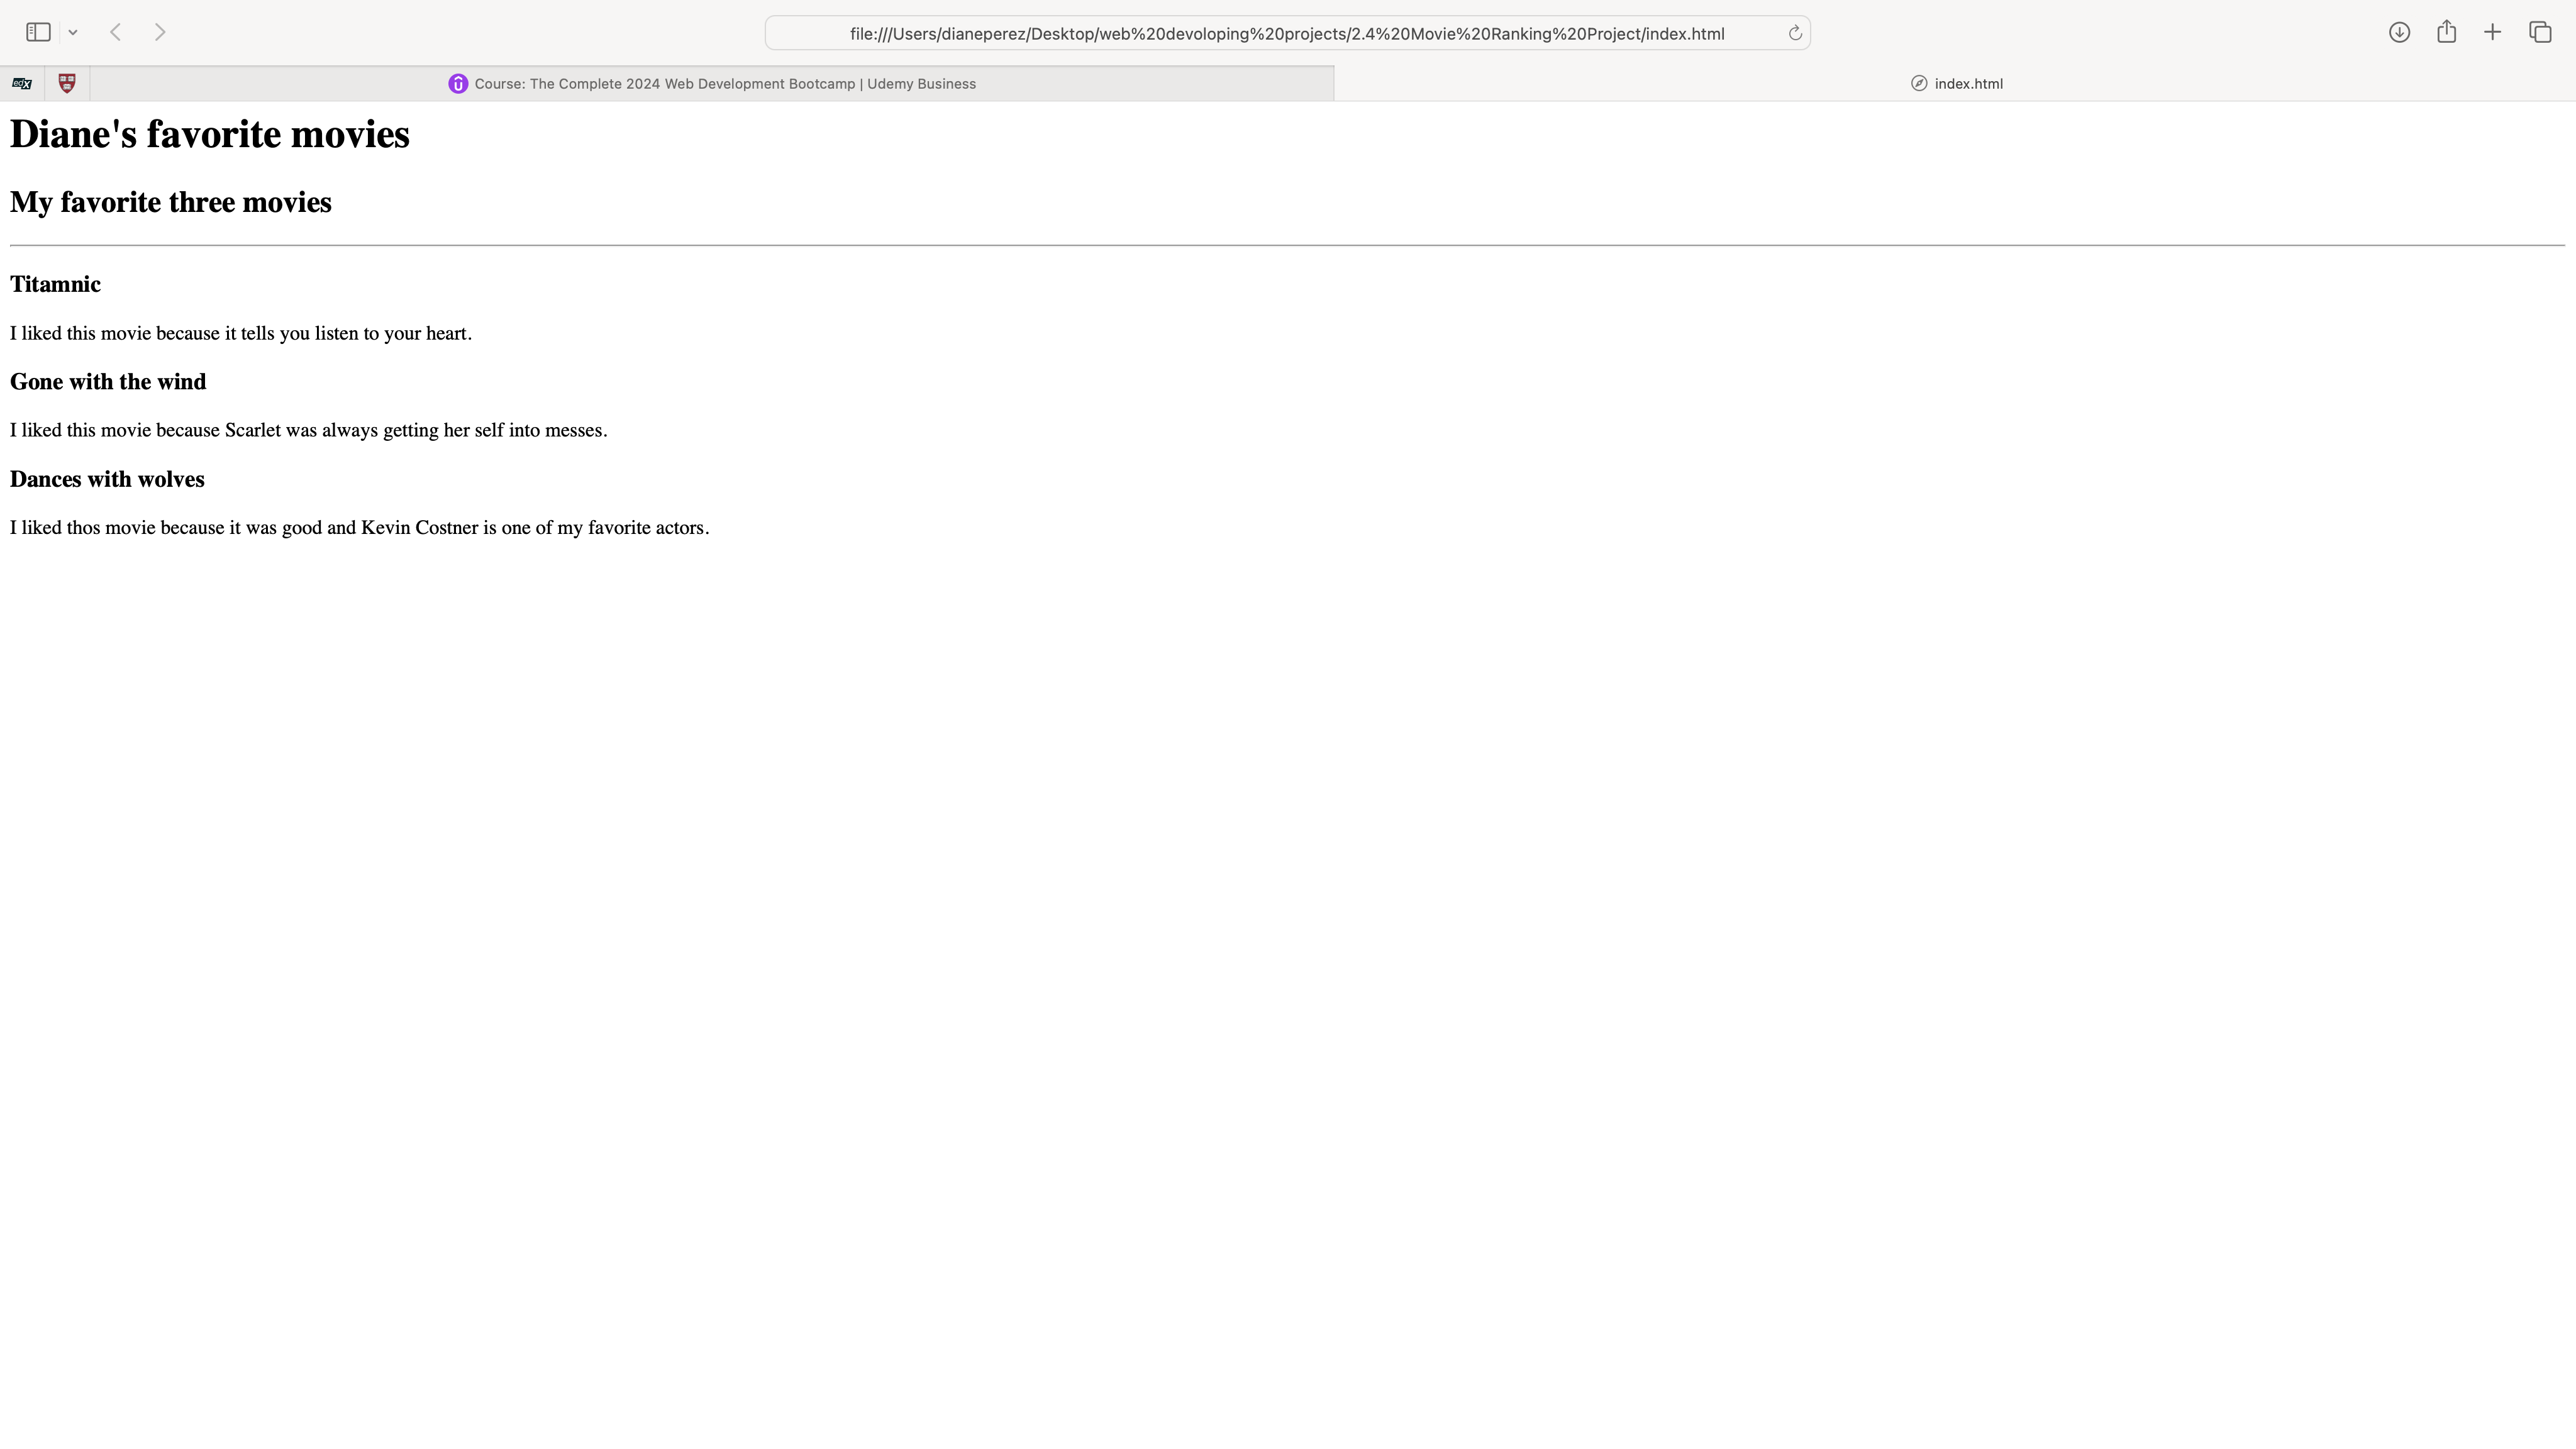 file:///Users/dianeperez/Desktop/web%20devoloping%20projects/2.4%20Movie%20Ranking%20Project/index.html
edX
Course: The Complete 2024 Web Development Bootcamp | Udemy Business
index.html
Diane's favorite movies
My favorite three movies
Titamnic
I liked this movie because it tells you listen to your heart.
Gone with the wind
I liked this movie because Scarlet was always getting her self into messes.
Dances with wolves
I liked thos movie because it was good and Kevin Costner is one of my favorite actors.